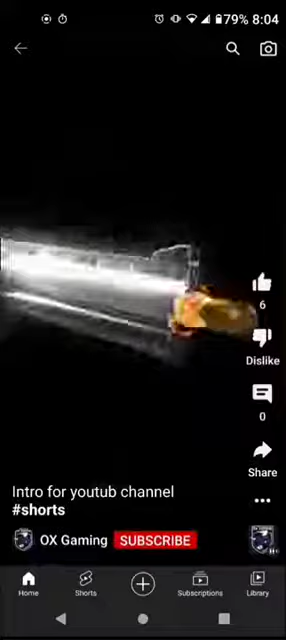 79% 8:04
6
Dislike
0
Share
Intro for youtub channel
#shorts
OX Gaming SUBSCRIBE
Home Shorts Subscriptions Library